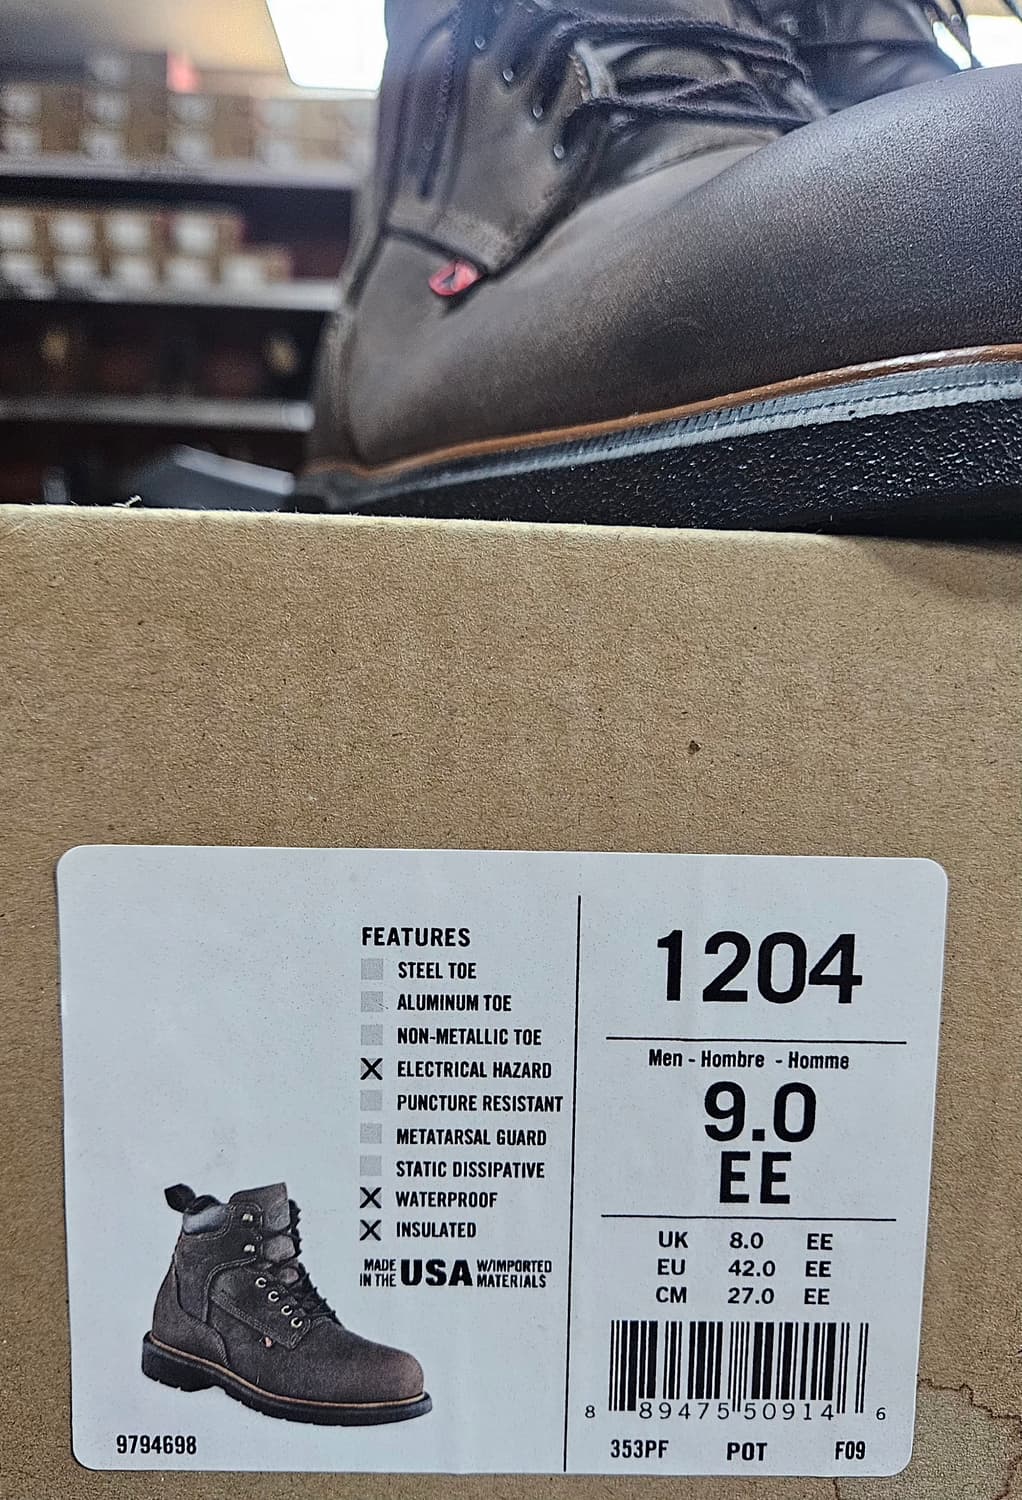 FEATURES
STEEL TOE
ALUMINUM TOE
NON-METALLIC TOE
X ELECTRICAL HAZARD
PUNCTURE RESISTANT
METATARSAL GUARD
STATIC DISSIPATIVE
X WATERPROOF
X INSULATED
MADE IN THE USA W/IMPORTED MATERIALS
9794698
1204
Men - Hombre - Homme
9.0
EE
UK 8.0 EE
EU 42.0 EE
CM 27.0 EE
8 89475 50914 6
353PF POT F09